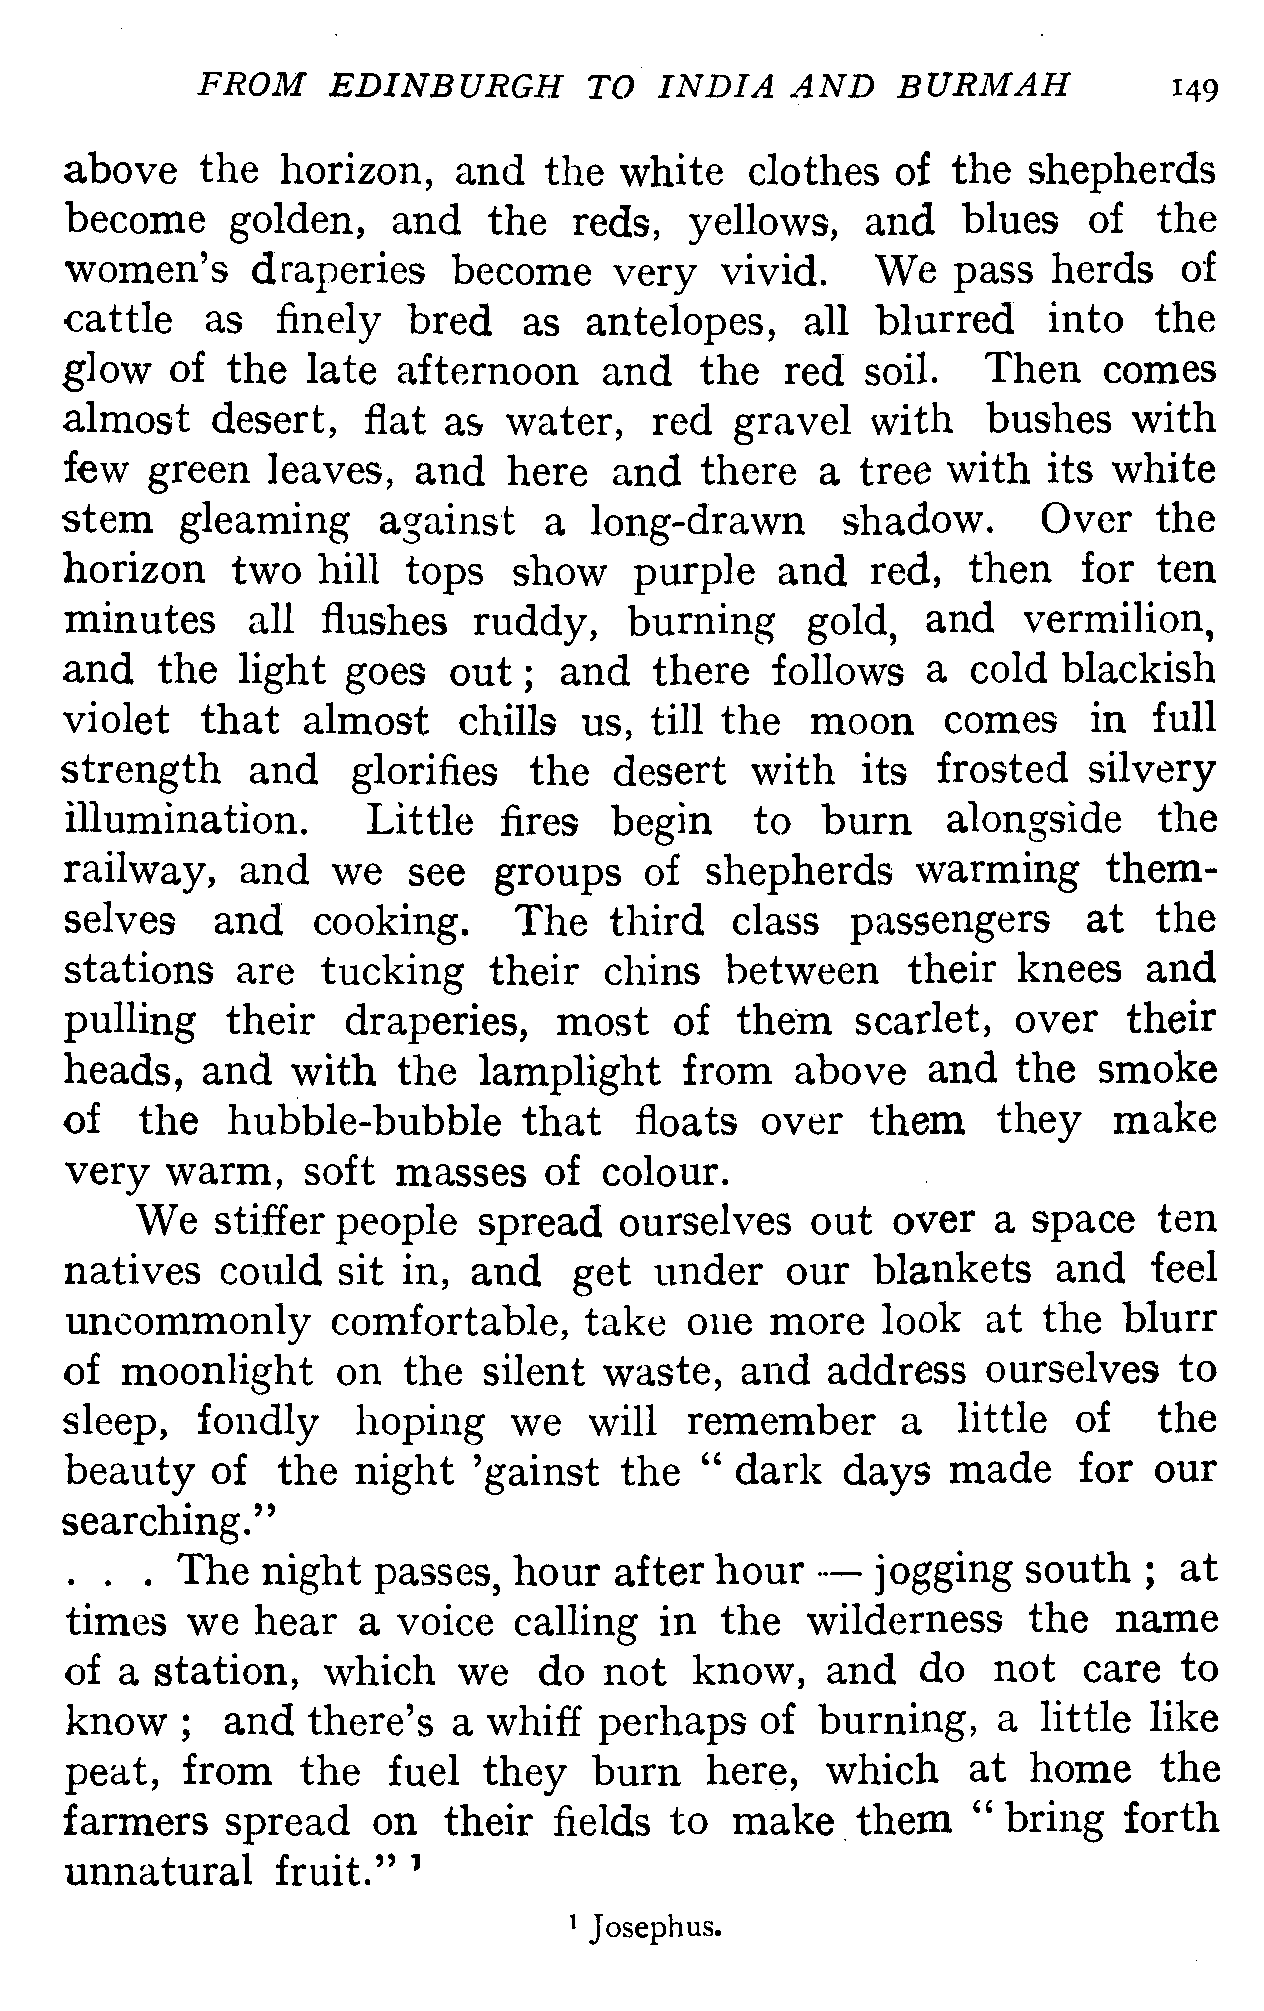 FROM EDINBURGH TO INDIA AND BURMAH 149
above the horizon, and the white clothes of the shepherds
become golden, and the reds, yellows, and blues of the
women's draperies become very vivid. We pass herds of
cattle as finely bred as antelopes, all blurred into the
glow of the late afternoon and the red soil. Then comes
almost desert, flat as water, red gravel with bushes with
few green leaves, and here and there a tree with its white
stem gleaming against a long-drawn shadow. Over the
horizon two hill tops show purple and red, then for ten
minutes all flushes ruddy, burning gold, and vermilion,
and the light goes out ; and there follows a cold blackish
violet that almost chills us, till the moon comes in full
strength and glorifies the desert with its frosted silvery
illumination. Little fires begin to burn alongside the
railway, and we see groups of shepherds warming them-
selves and cooking. The third class passengers at the
stations are tucking their chins between their knees and
pulling their draperies, most of them scarlet, over their
heads, and with the lamplight from above and the smoke
of the hubble-bubble that floats over them they make
very warm, soft masses of colour.
We stiffer people spread ourselves out over a space ten
natives could sit in, and get under our blankets and feel
uncommonly comfortable, take one more look at the blurr
of moonlight on the silent waste, and address ourselves to
sleep, fondly hoping we will remember a little of the
beauty of the night 'gainst the " dark days made for our
searching."
. . . The night passes, hour after hour — jogging south ; at
times we hear a voice calling in the wilderness the name
of a station, which we do not know, and do not care to
know ; and there's a whiff perhaps of burning, a little like
peat, from the fuel they burn here, which at home the
farmers spread on their fields to make them " bring forth
unnatural fruit." ¹
¹ Josephus.